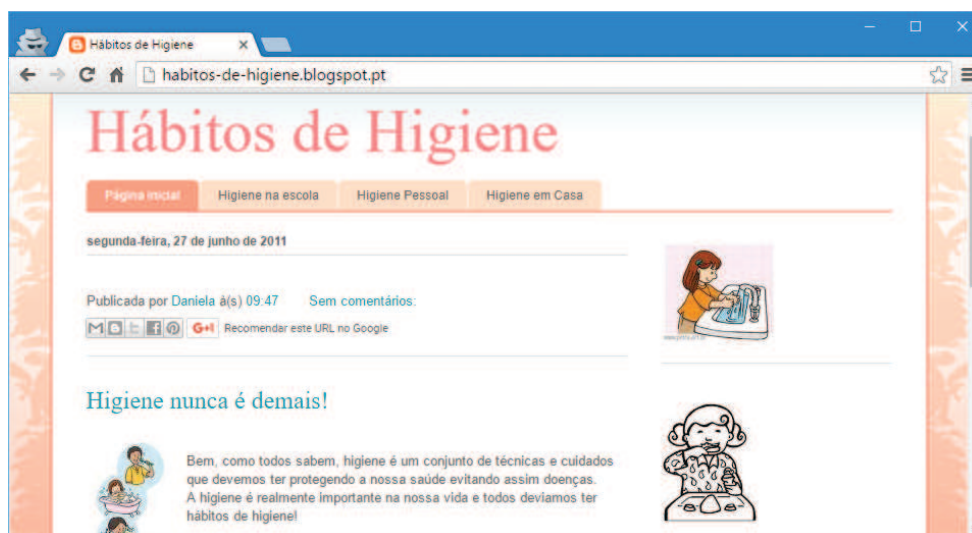 Hábitos de Higiene
habitos-de-higiene.blogspot.pt
Hábitos de Higiene
Página inicial Higiene na escola Higiene Pessoal Higiene em Casa
segunda-feira, 27 de junho de 2011
Publicada por Daniela á(s) 09:47 Sem comentários:
G+1 Recomendar este URL no Google
Higiene nunca é demais!
Bem, como todos sabem, higiene é um conjunto de técnicas e cuidados
que devemos ter protegendo a nossa saúde evitando assim doenças.
A higiene é realmente importante na nossa vida e todos deviamos ter
hábitos de higiene!